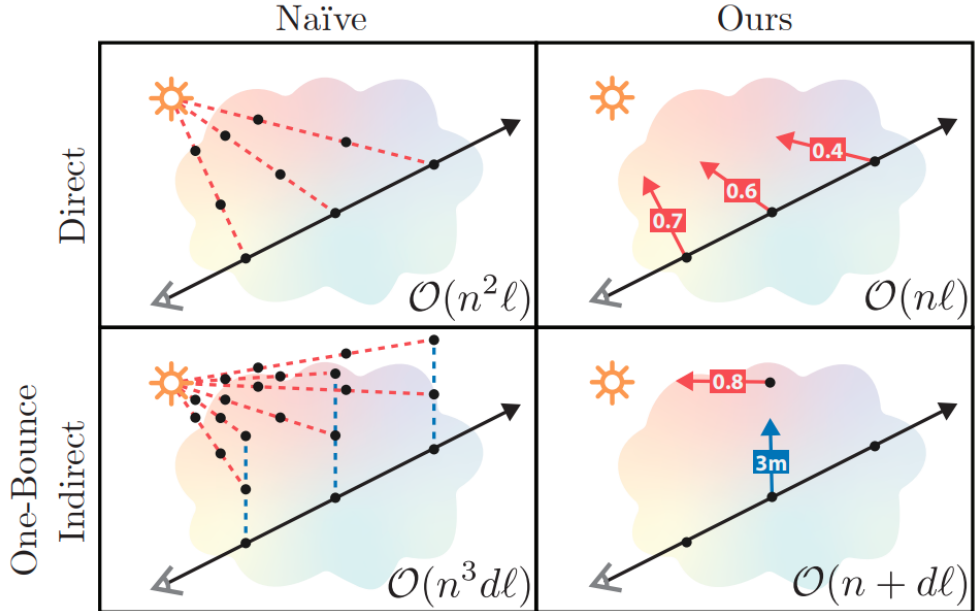 Naïve Ours
Direct
0.7
0.6
0.4
O(n²ℓ)
O(nℓ)
One-Bounce
Indirect
0.8
3m
O(n³dℓ)
O(n + dℓ)